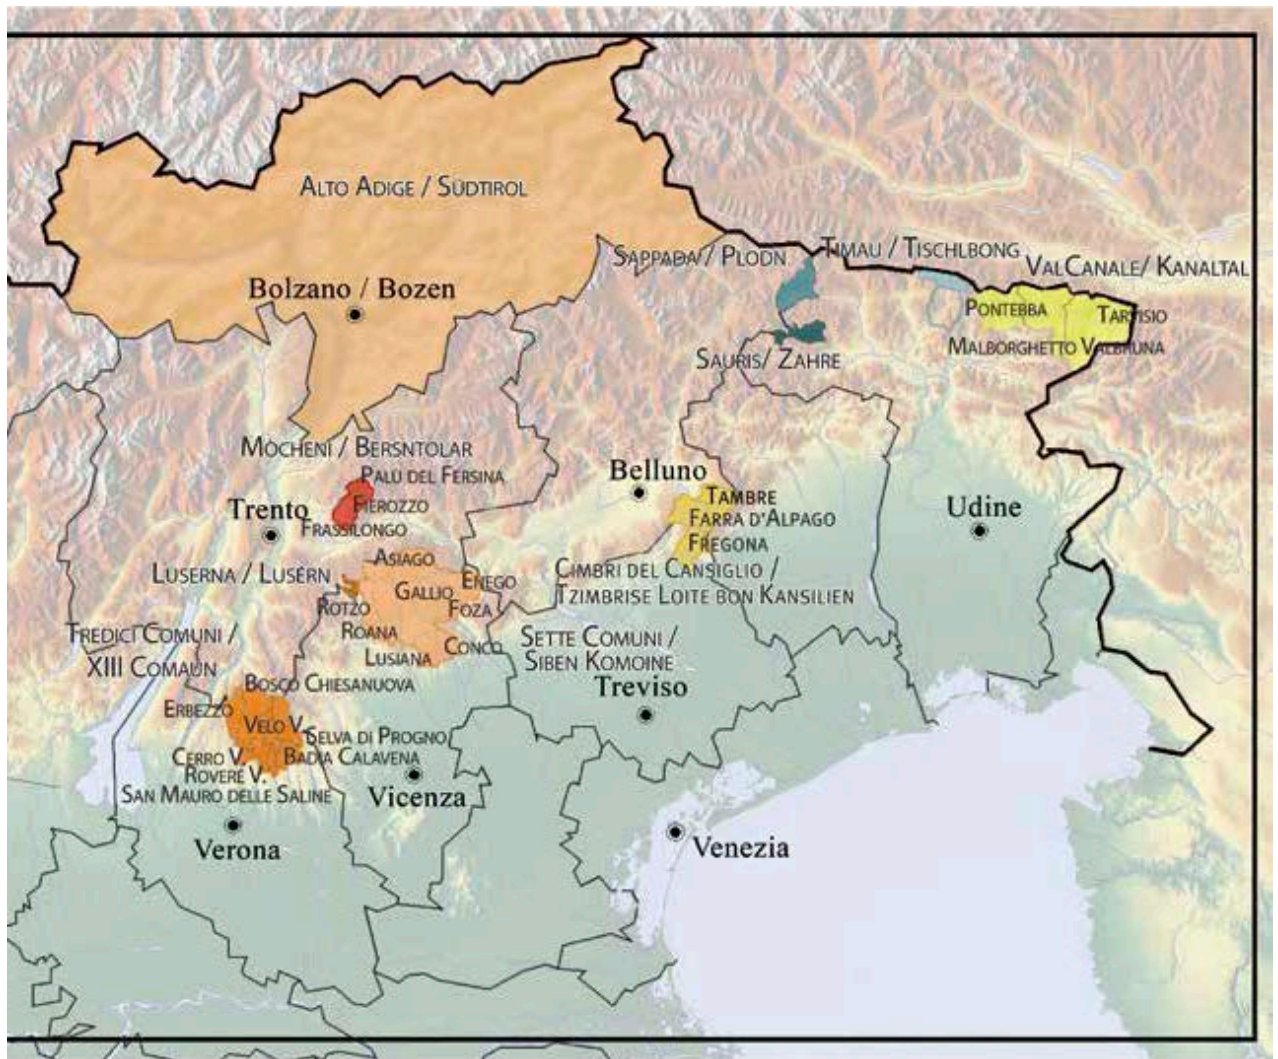 ALTO ADIGE / SÜDTIROL
SAPPADA / PLODN
TIMAU / TISCHLBONG
VALCANALE/ KANALTAL
Bolzano / Bozen
PONTEBBA
TARVISIO
MALBORGHETTO VALBRUNA
SAURIS/ ZAHRE
MÒCHENI / BERSNTOLAR
PALÙ DEL FERSINA
Belluno
TAMBRE
FIEROZZO
Trento
FRASSILONGO
FARRA D'ALPAGO
Udine
FREGONA
ASIAGO
LUSERNA / LUSÉRN
CIMBRI DEL CANSIGLIO /
TZIMBRISE LOITE BON KANSILIEN
ENEGO
GALLIO
ROTZO
FOZA
ROANA
TREDICI COMUNI /
XIII COMAUN
CONCO
LUSIANA
SETTE COMUNI /
SIBEN KOMOINE
BOSCO CHIESANUOVA
Treviso
ERBEZZO
VELO V.
SELVA DI PROGNO
CERRO V.
BADIA CALAVENA
ROVERÈ V.
SAN MAURO DELLE SALINE
Vicenza
Verona
Venezia